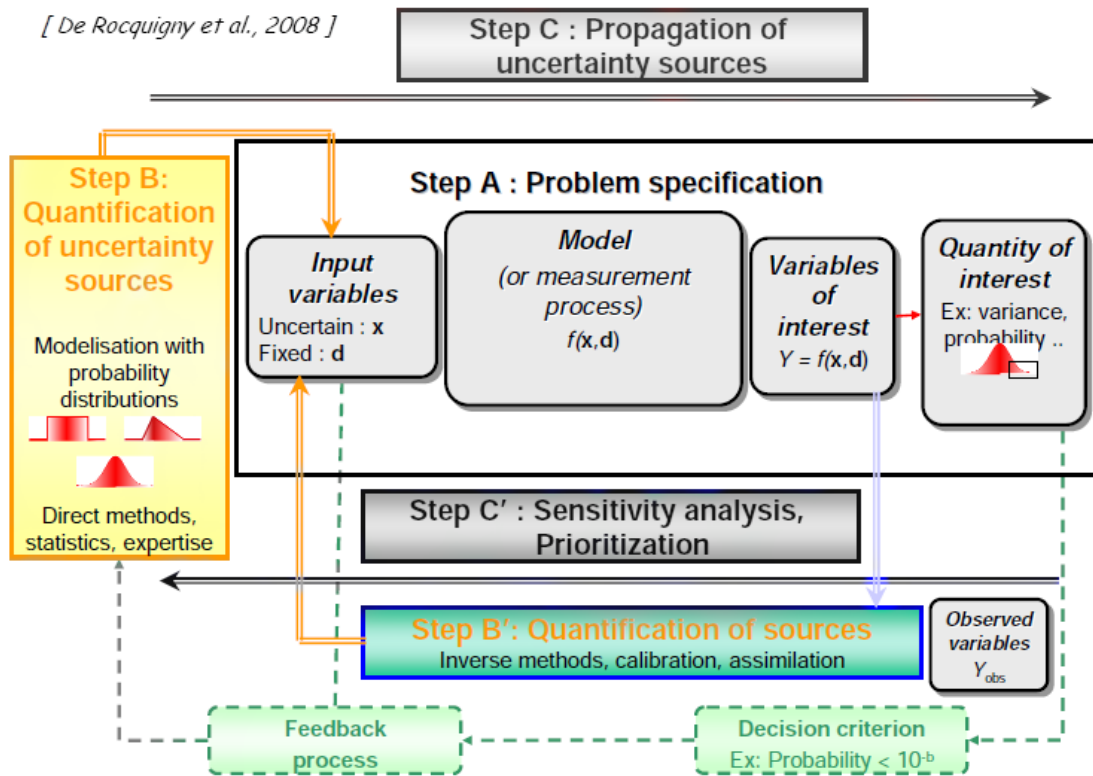 [ De Rocquigny et al., 2008 ]
Step C : Propagation of
uncertainty sources
Step B:
Quantification
of uncertainty
sources
Modelisation with
probability
distributions
Direct methods,
statistics, expertise
Step A : Problem specification
Input
variables
Uncertain : x
Fixed : d
Model
(or measurement
process)
f(x,d)
Variables
of
interest
Y = f(x,d)
Quantity of
interest
Ex: variance,
probability ..
Step C' : Sensitivity analysis,
Prioritization
Step B': Quantification of sources
Inverse methods, calibration, assimilation
Observed
variables
Yobs
Feedback
process
Decision criterion
Ex: Probability < 10-b